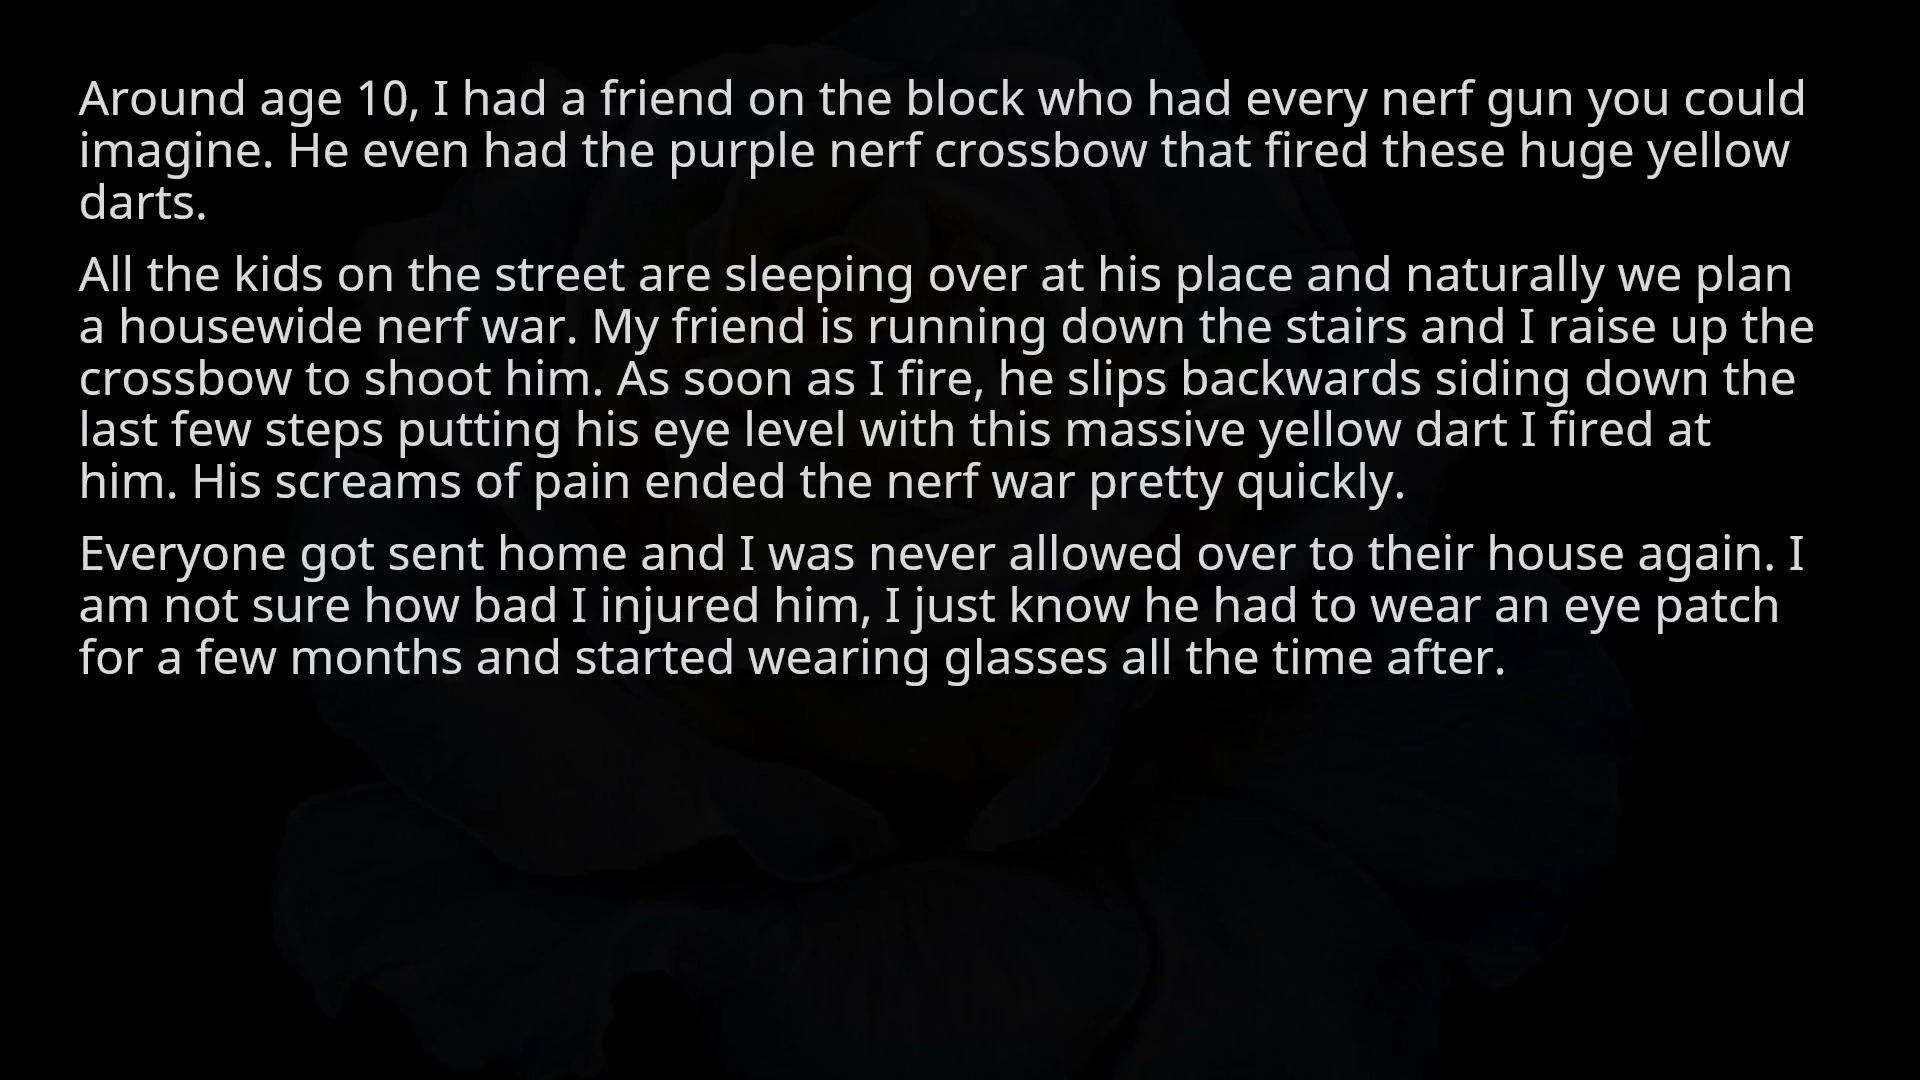 Around age 10, I had a friend on the block who had every nerf gun you could
imagine. He even had the purple nerf crossbow that fired these huge yellow
darts.
All the kids on the street are sleeping over at his place and naturally we plan
a housewide nerf war. My friend is running down the stairs and I raise up the
crossbow to shoot him. As soon as I fire, he slips backwards siding down the
last few steps putting his eye level with this massive yellow dart I fired at
him. His screams of pain ended the nerf war pretty quickly.
Everyone got sent home and I was never allowed over to their house again. I
am not sure how bad I injured him, I just know he had to wear an eye patch
for a few months and started wearing glasses all the time after.